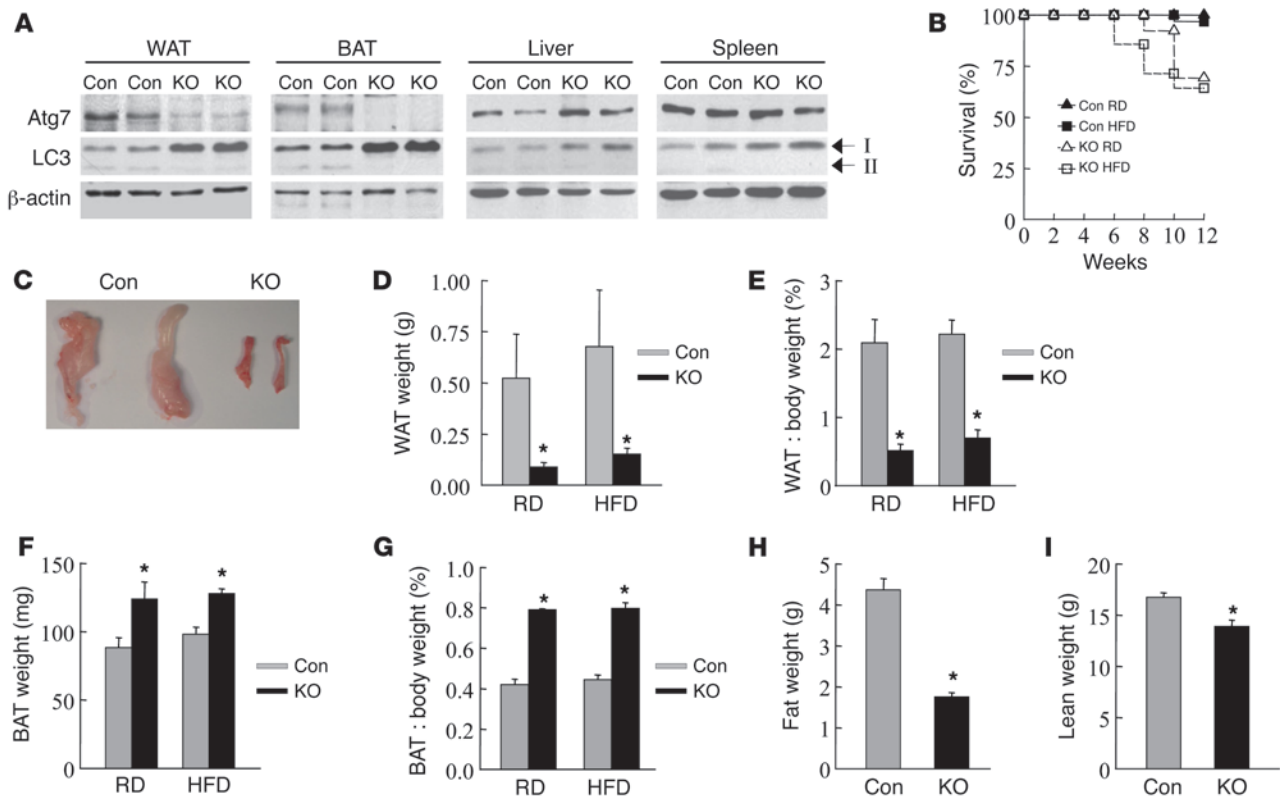 A
WAT BAT Liver Spleen
Con Con KO KO Con Con KO KO Con Con KO KO Con Con KO KO
Atg7
LC3
I
II
β-actin
B
Survival (%)
100
75
50
25
0
0 2 4 6 8 10 12
Weeks
Con RD
Con HFD
KO RD
KO HFD
C
Con KO
D
WAT weight (g)
1.00
0.75
0.50
0.25
0.00
RD HFD
Con
KO
* *
E
WAT : body weight (%)
3
2
1
0
RD HFD
Con
KO
* *
F
BAT weight (mg)
150
100
50
0
RD HFD
Con
KO
* *
G
BAT : body weight (%)
1.0
0.8
0.6
0.4
0.2
0.0
RD HFD
Con
KO
* *
H
Fat weight (g)
5
4
3
2
1
0
Con KO
*
I
Lean weight (g)
20
15
10
5
0
Con KO
*